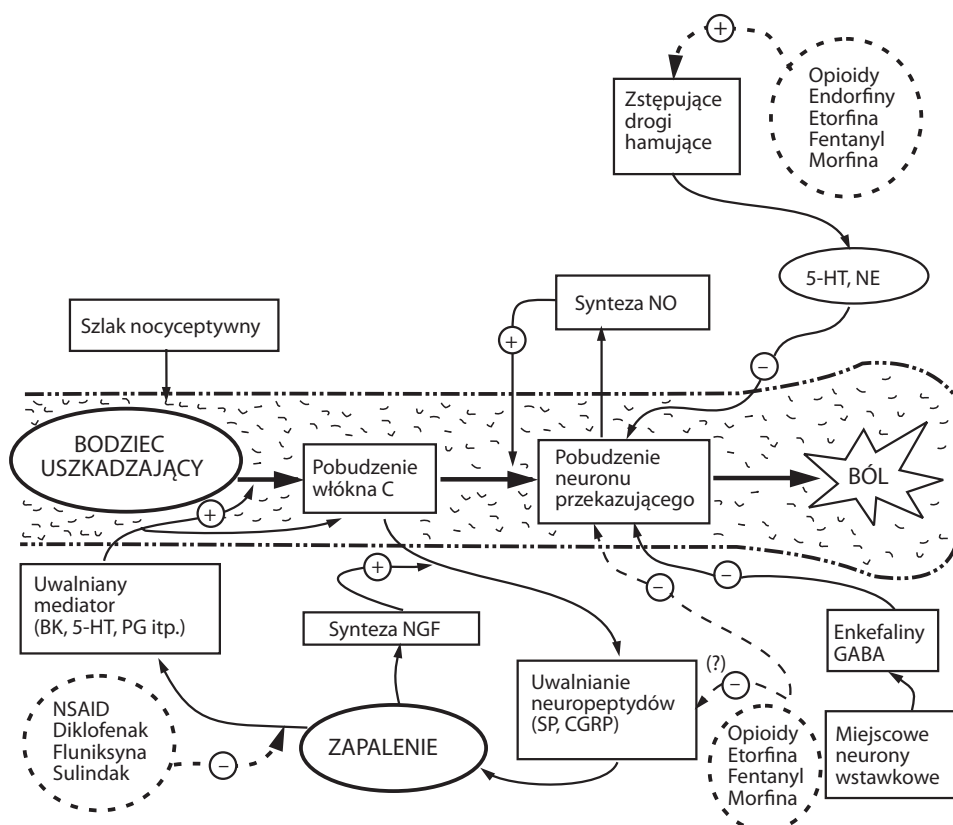 +
Opioidy
Endorfiny
Etorfina
Fentanyl
Morfina
Zstępujące
drogi
hamujące
5-HT, NE
Synteza NO
Szlak nocyceptywny
+
−
BODZIEC
USZKADZAJĄCY
Pobudzenie
włókna C
Pobudzenie
neuronu
przekazującego
BÓL
+
Uwalniany
mediator
(BK, 5-HT, PG itp.)
+
Synteza NGF
−
−
Enkefaliny
GABA
(?)
−
Uwalnianie
neuropeptydów
(SP, CGRP)
NSAID
Diklofenak
Fluniksyna
Sulindak
−
ZAPALENIE
Opioidy
Etorfina
Fentanyl
Morfina
Miejscowe
neurony
wstawkowe